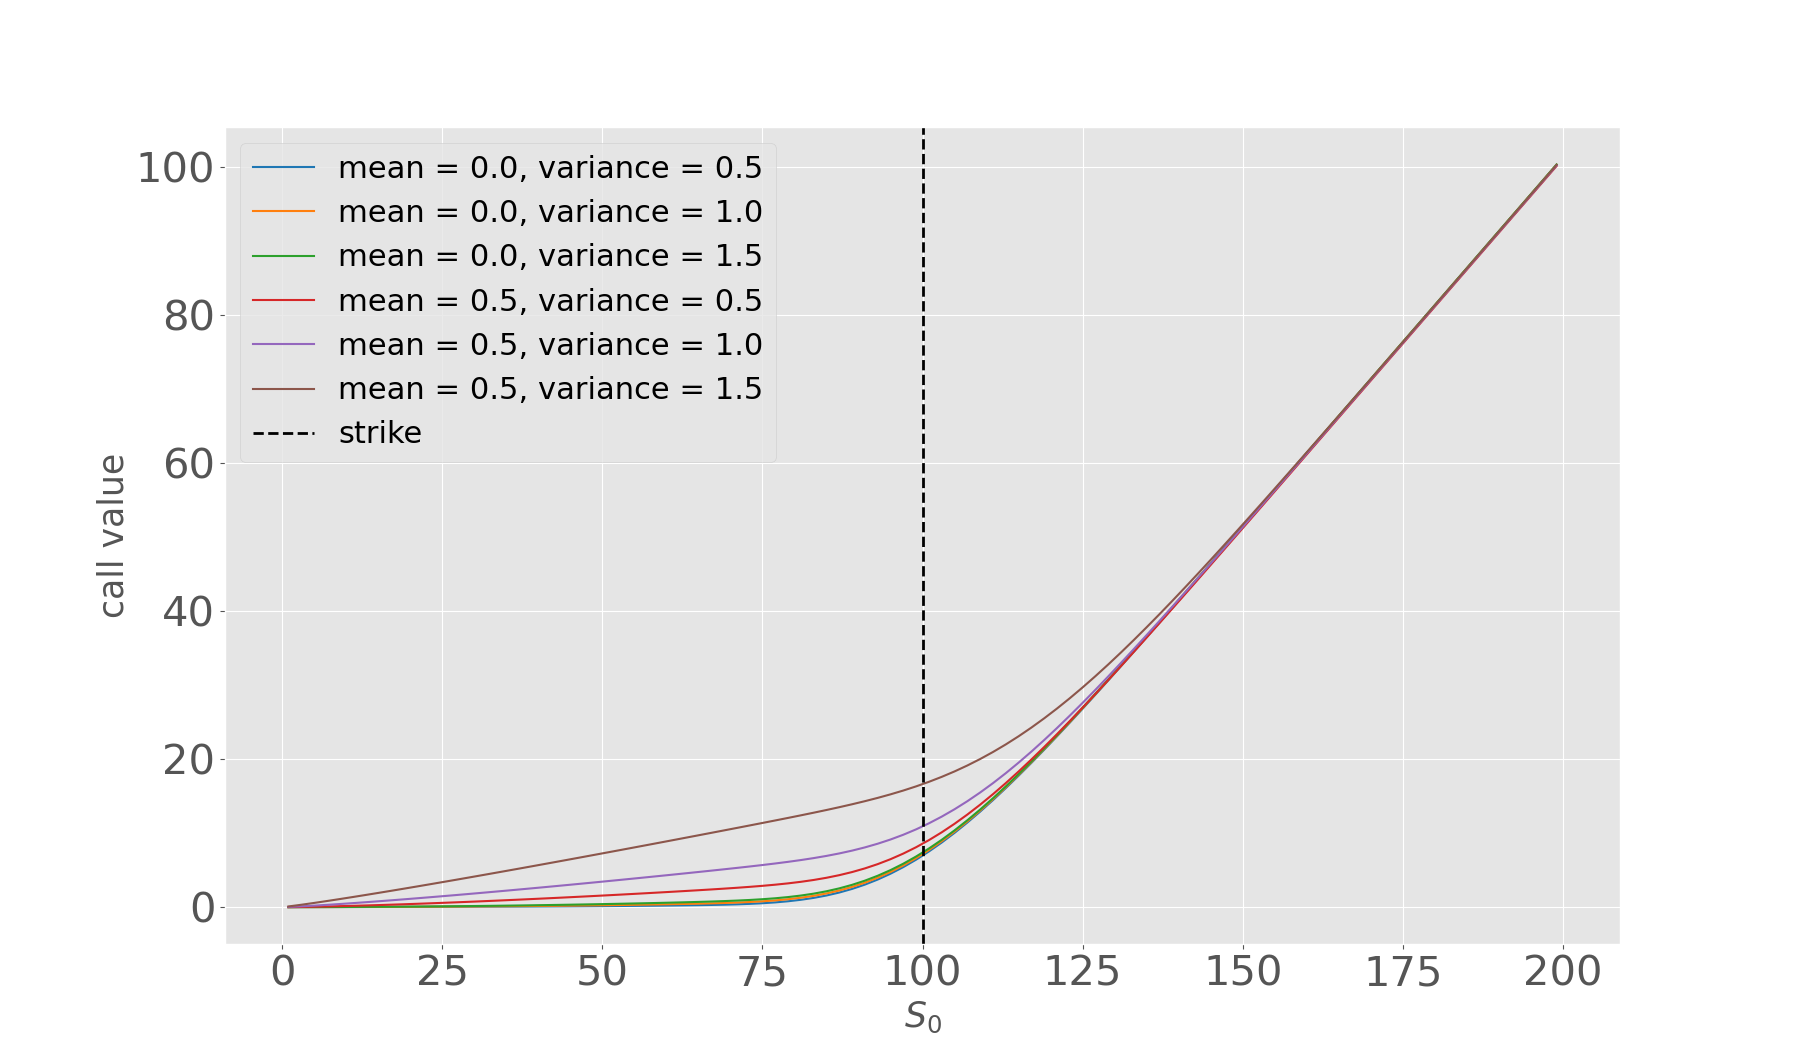 mean = 0.0, variance = 0.5
mean = 0.0, variance = 1.0
mean = 0.0, variance = 1.5
mean = 0.5, variance = 0.5
mean = 0.5, variance = 1.0
mean = 0.5, variance = 1.5
strike
100
80
60
40
20
0
call value
0 25 50 75 100 125 150 175 200
S₀